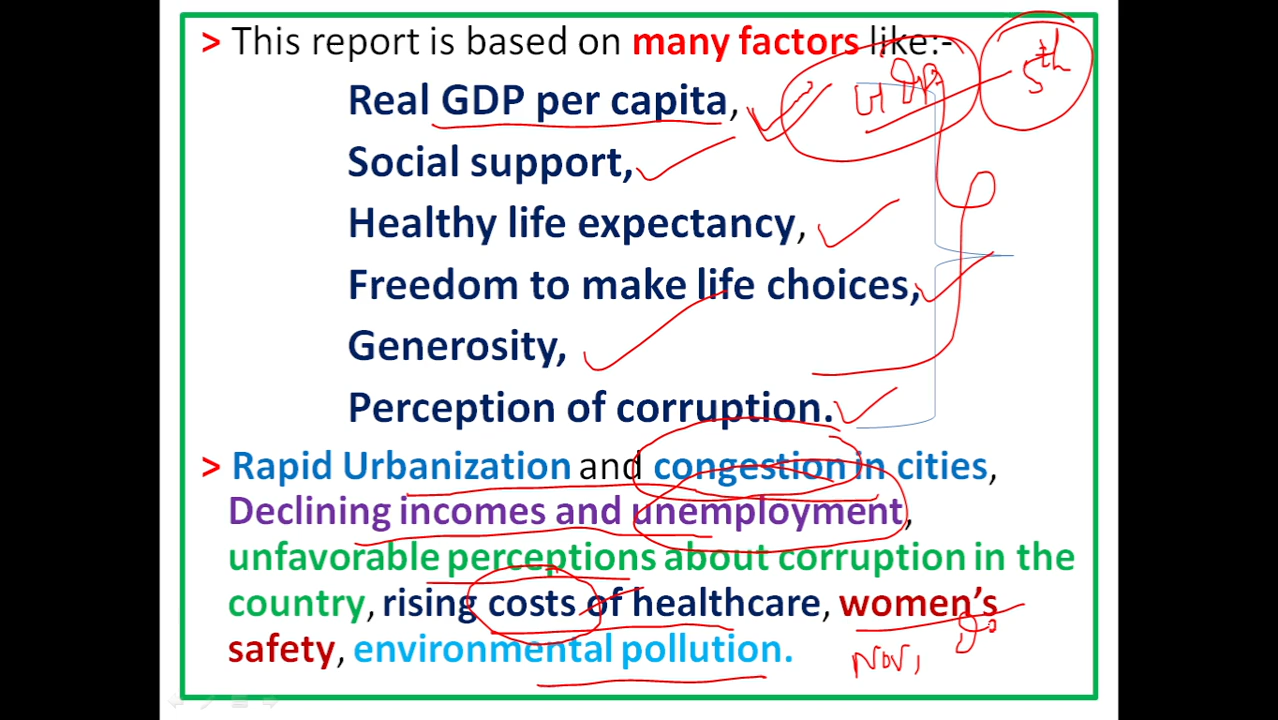 > This report is based on many factors like:-
Real GDP per capita,
Social support,
Healthy life expectancy,
Freedom to make life choices,
Generosity,
Perception of corruption.
5th
> Rapid Urbanization and congestion in cities,
Declining incomes and unemployment,
unfavorable perceptions about corruption in the
country, rising costs of healthcare, women's
safety, environmental pollution.
Nov,